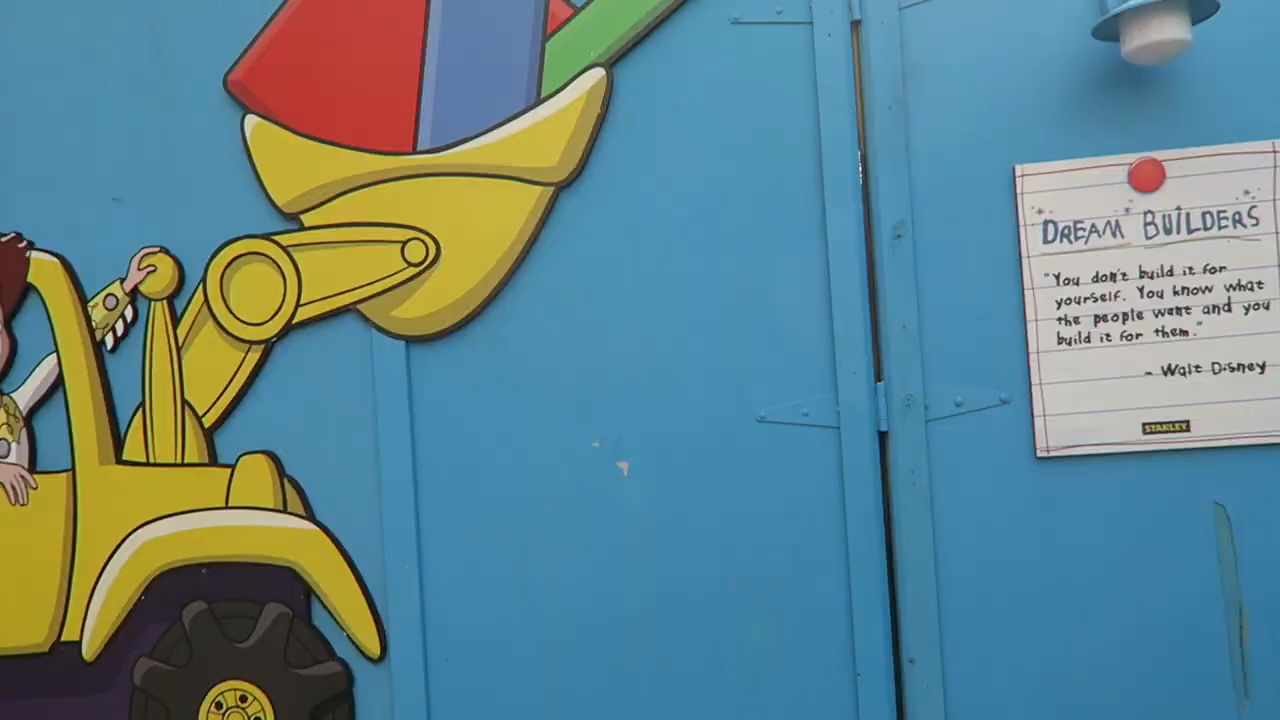 DREAM BUILDERS
"You don't build it for
yourself. You know what
the people want and you
build it for them."
- Walt Disney
STANLEY